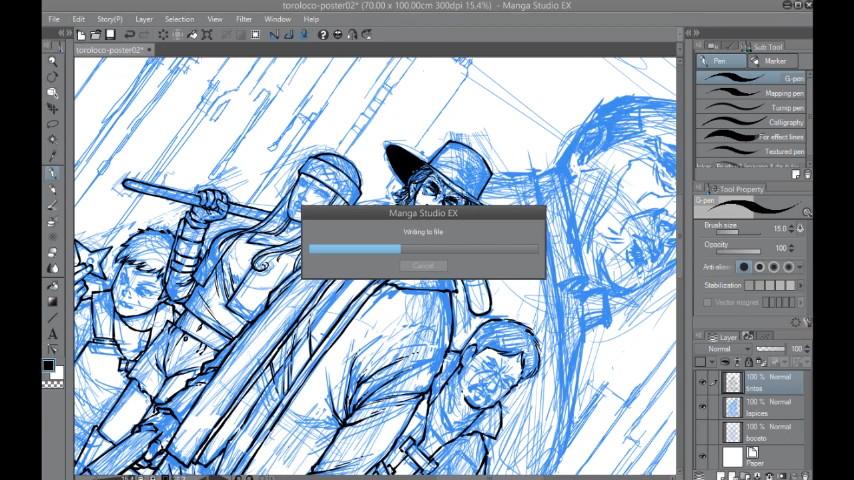 toroloco-poster02* (70.00 x 100.00cm 300dpi 15.4%) - Manga Studio EX
File Edit Story(P) Layer Selection View Filter Window Help
toroloco-poster02*
Sub Tool
Pen Marker
G-pen
Mapping pen
Turnip pen
Calligraphy
For effect lines
Textured pen
Tool Property
G-pen
Brush size 15.0
Opacity 100
Anti-alias
Stabilization
Vector magnet
Manga Studio EX
Writing to file
Cancel
Layer
Normal 100
100 % Normal
tintas
100 % Normal
lapices
100 % Normal
boceto
Paper